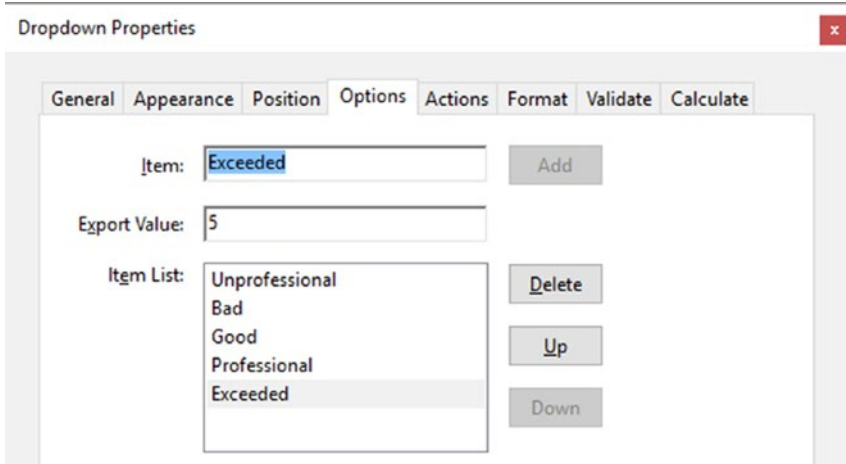 Dropdown Properties
x
General Appearance Position Options Actions Format Validate Calculate
Item: Exceeded Add
Export Value: 5
Item List: Unprofessional Delete
Bad
Good Up
Professional
Exceeded Down